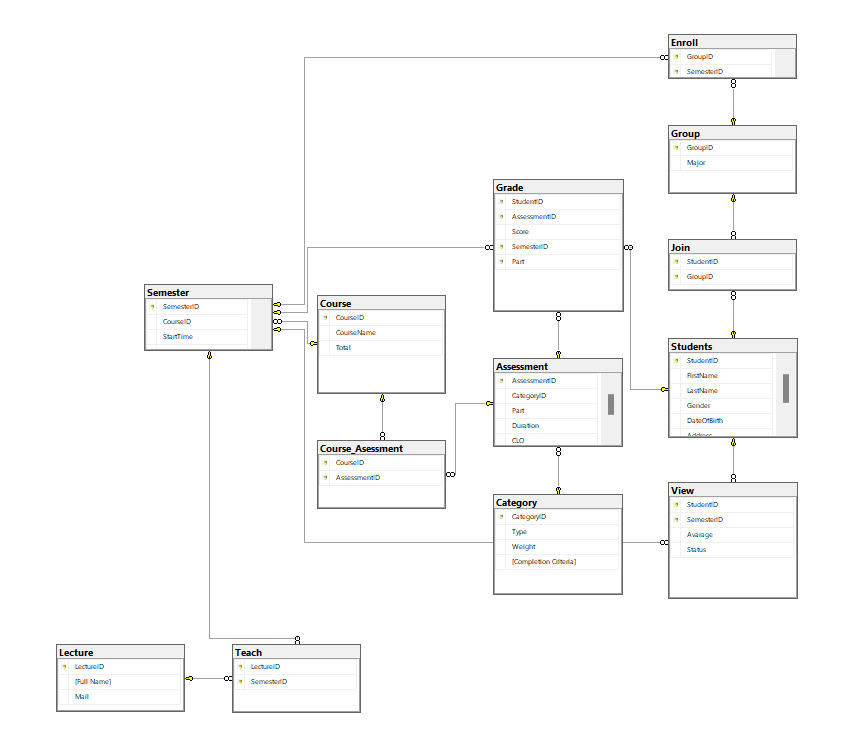 Enroll
GroupID
SemesterID
Group
GroupID
Major
Grade
StudentID
AssessmentID
Score
SemesterID
Part
Join
StudentID
GroupID
Semester
SemesterID
CourseID
StartTime
Course
CourseID
CourseName
Total
Students
StudentID
FirstName
LastName
Gender
DateOfBirth
Address
Assessment
AssessmentID
CategoryID
Part
Duration
CLO
Course_Asessment
CourseID
AssessmentID
View
StudentID
SemesterID
Avarage
Status
Category
CategoryID
Type
Weight
[Completion Criteria]
Lecture
LectureID
[Full Name]
Mail
Teach
LectureID
SemesterID